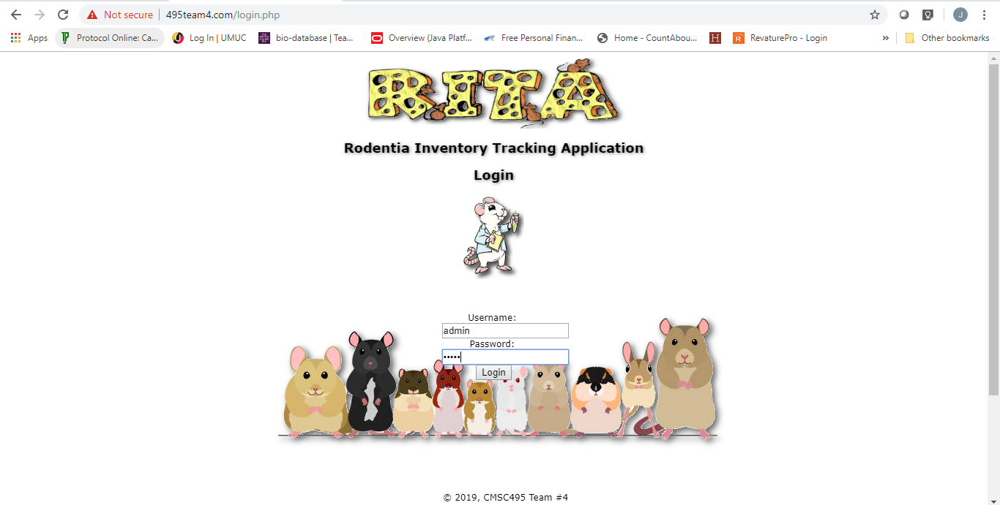 Not secure | 495team4.com/login.php
J
Apps Protocol Online: Ca... Log In | UMUC bio-database | Tea... Overview (Java Platf... Free Personal Finan... Home - CountAbou... H R RevaturePro - Login » Other bookmarks
RITA
Rodentia Inventory Tracking Application
Login
Username:
admin
Password:
•••••
Login
© 2019, CMSC495 Team #4